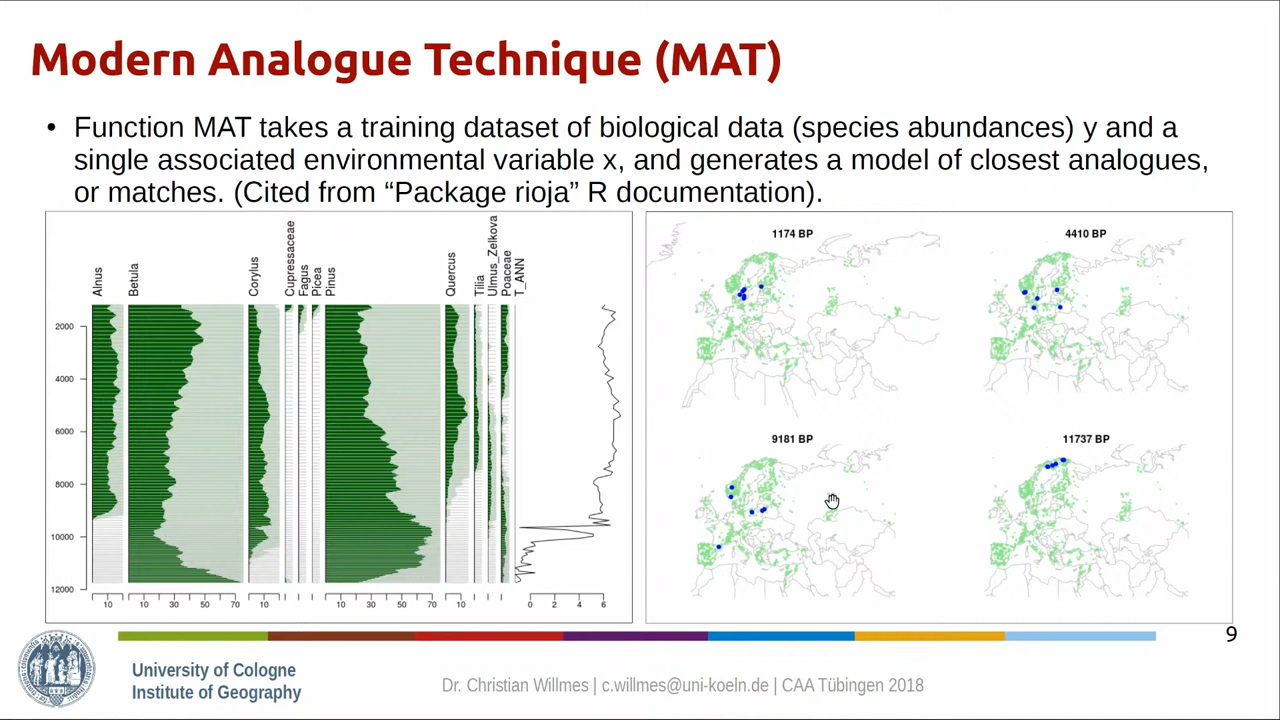 Modern Analogue Technique (MAT)
• Function MAT takes a training dataset of biological data (species abundances) y and a
single associated environmental variable x, and generates a model of closest analogues,
or matches. (Cited from “Package rioja” R documentation).
Alnus
Betula
Corylus
Cupressaceae
Fagus
Picea
Pinus
Quercus
Tilia
Ulmus_Zelkova
Poaceae
T_ANN
2000
4000
6000
8000
10000
12000
10 10 30 50 70 10 10 30 50 70 10 0 2 4 6
1174 BP 4410 BP
9181 BP 11737 BP
9
University of Cologne
Institute of Geography
Dr. Christian Willmes | c.willmes@uni-koeln.de | CAA Tübingen 2018